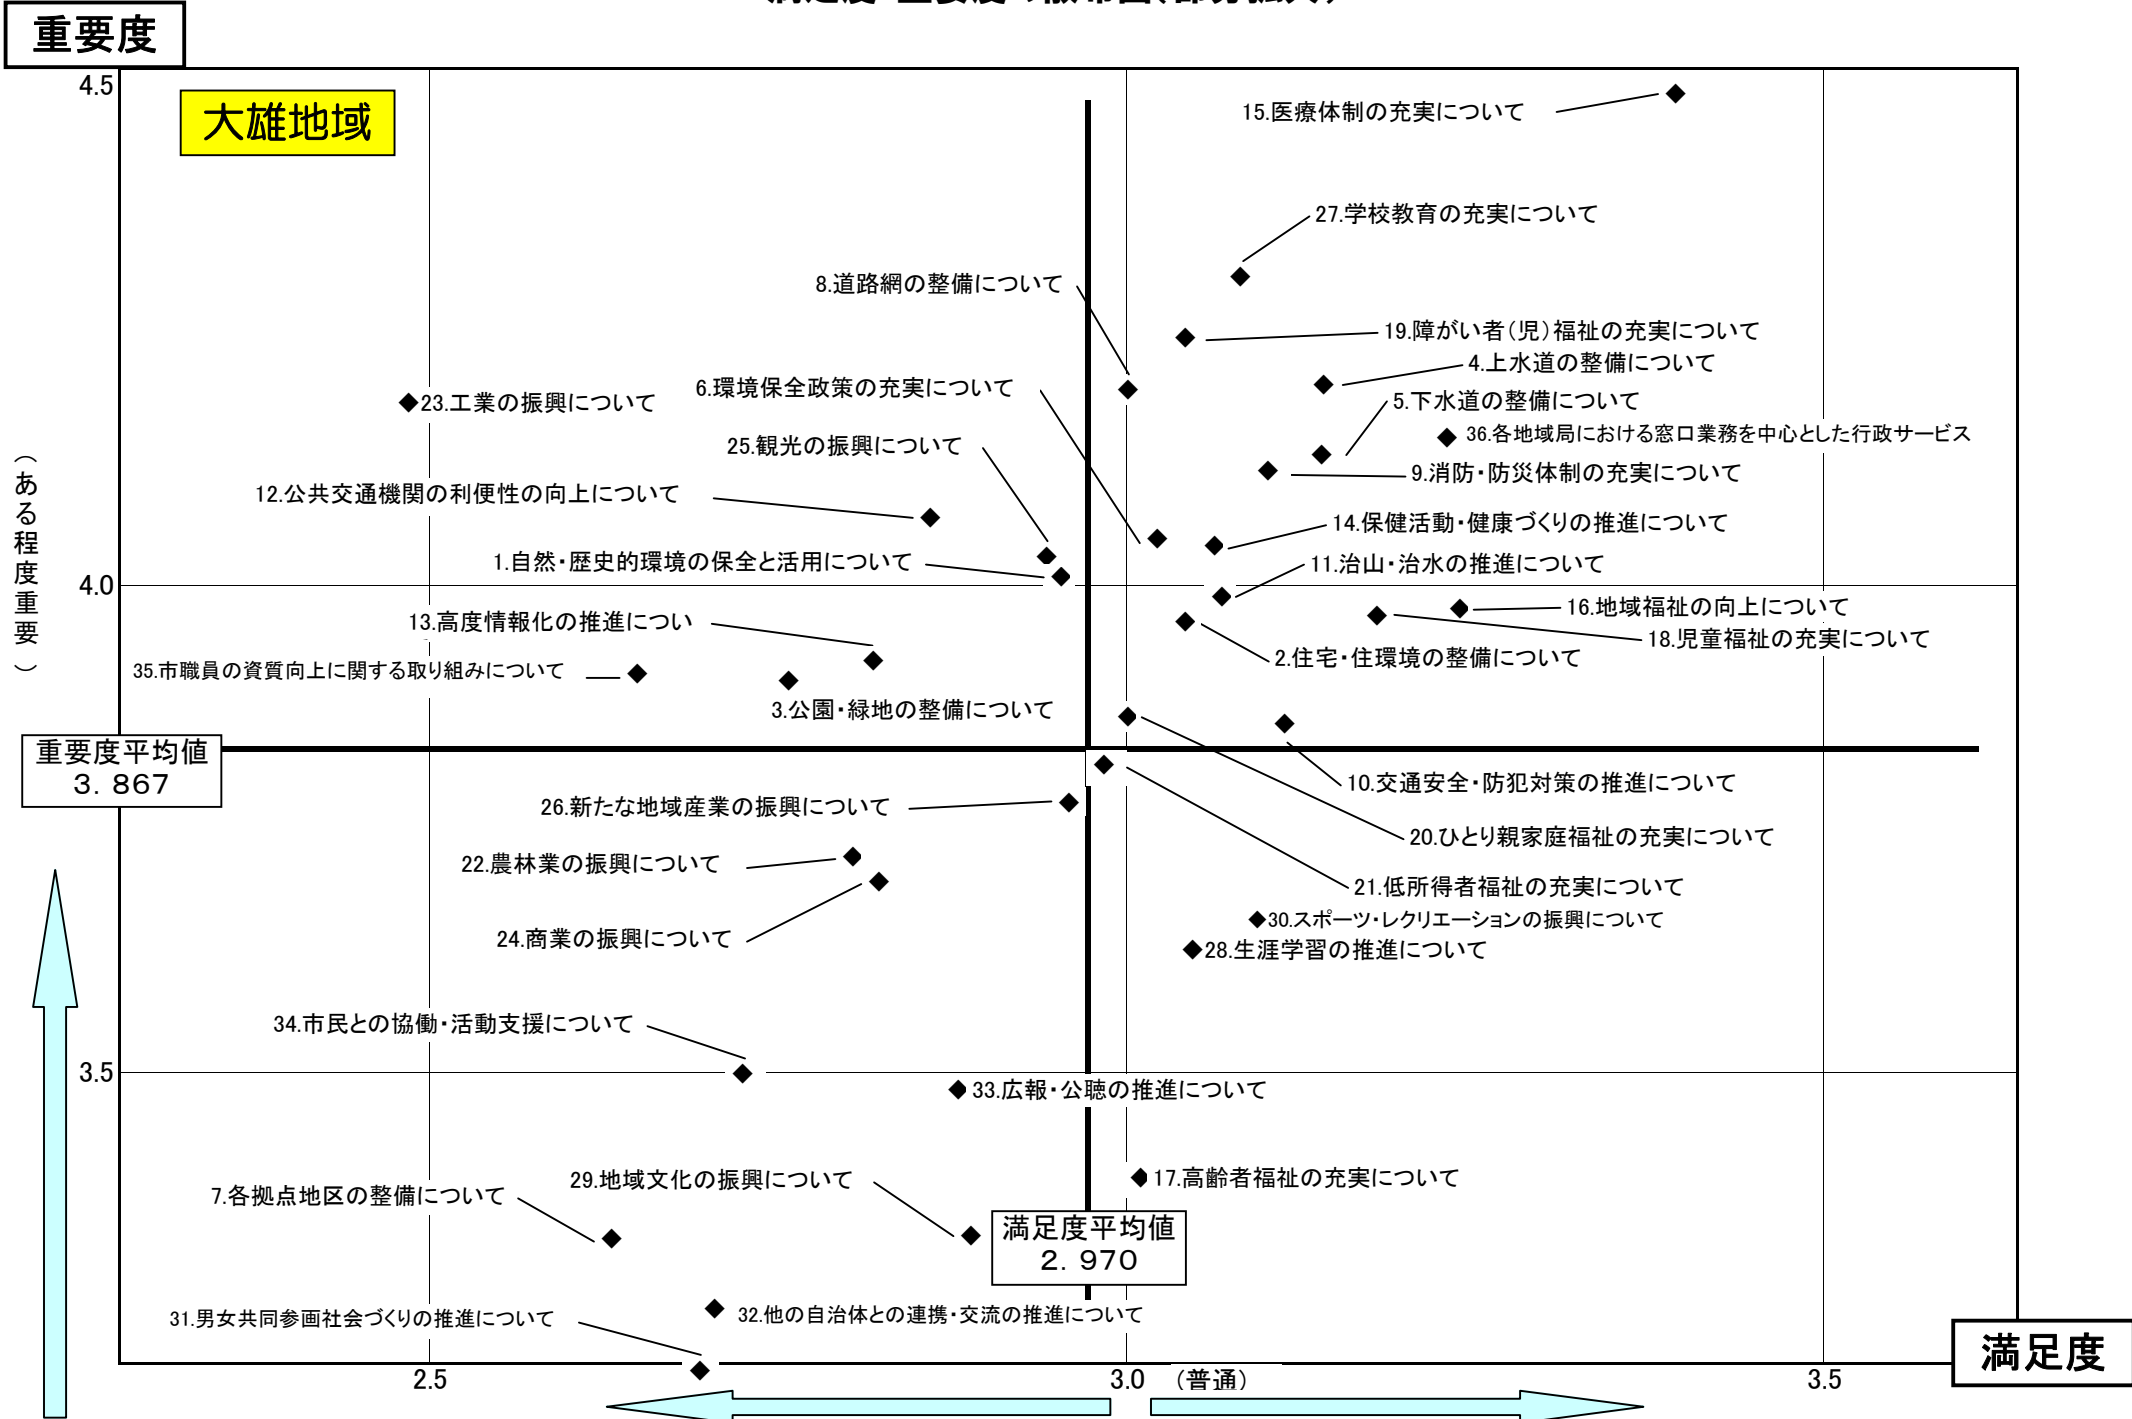 重要度
4.5
大雄地域
15.医療体制の充実について
27.学校教育の充実について
8.道路網の整備について
19.障がい者(児)福祉の充実について
4.上水道の整備について
6.環境保全政策の充実について
5.下水道の整備について
23.工業の振興について
36.各地域局における窓口業務を中心とした行政サービス
25.観光の振興について
9.消防・防災体制の充実について
12.公共交通機関の利便性の向上について
14.保健活動・健康づくりの推進について
1.自然・歴史的環境の保全と活用について
11.治山・治水の推進について
(ある程度重要)
4.0
16.地域福祉の向上について
13.高度情報化の推進につい
18.児童福祉の充実について
2.住宅・住環境の整備について
35.市職員の資質向上に関する取り組みについて
3.公園・緑地の整備について
重要度平均値
3.867
10.交通安全・防犯対策の推進について
26.新たな地域産業の振興について
20.ひとり親家庭福祉の充実について
22.農林業の振興について
21.低所得者福祉の充実について
30.スポーツ・レクリエーションの振興について
24.商業の振興について
28.生涯学習の推進について
34.市民との協働・活動支援について
3.5
33.広報・公聴の推進について
29.地域文化の振興について
17.高齢者福祉の充実について
7.各拠点地区の整備について
満足度平均値
2.970
31.男女共同参画社会づくりの推進について
32.他の自治体との連携・交流の推進について
満足度
2.5
3.0
(普通)
3.5